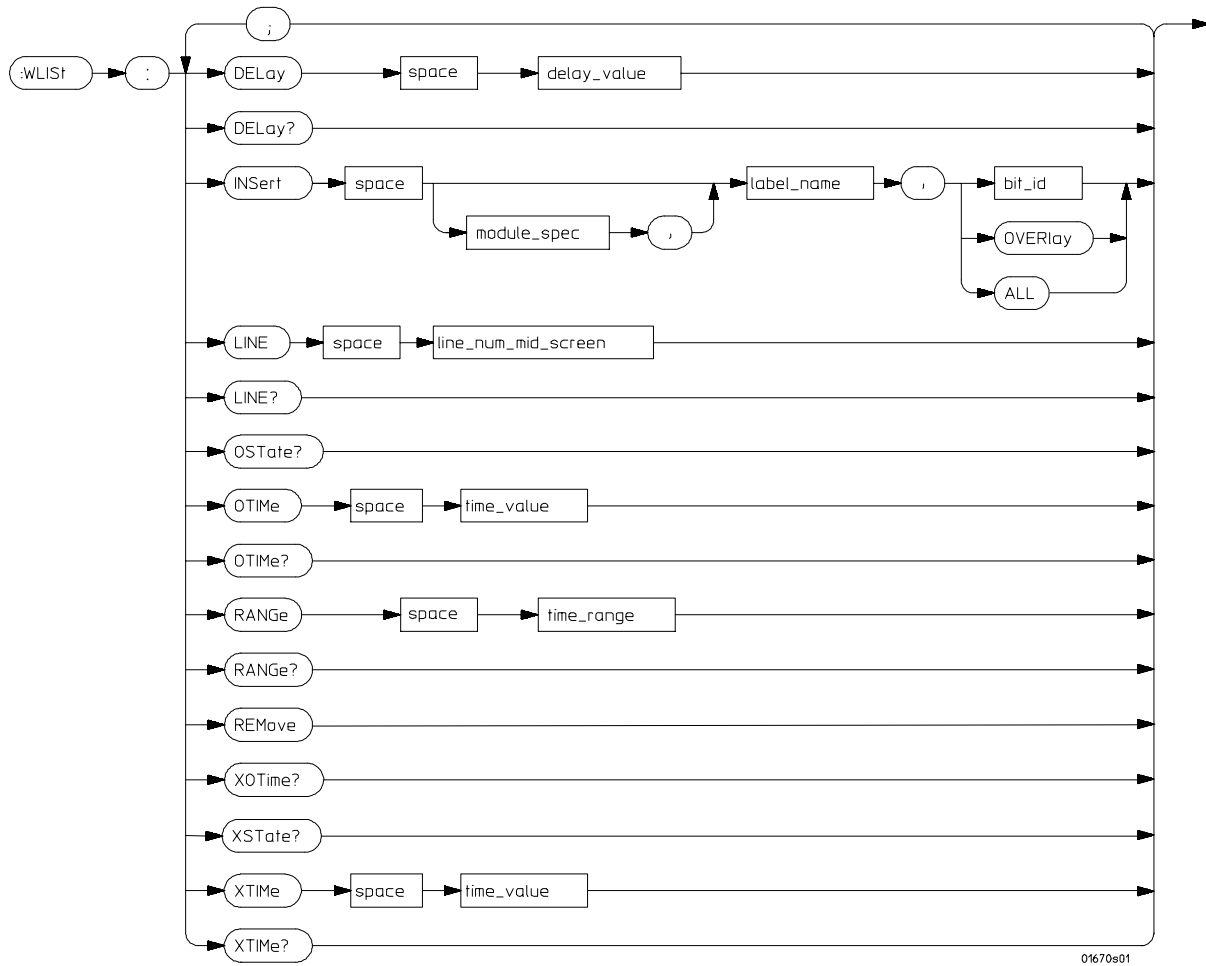 ;
:WLISt : DELay space delay_value
DELay?
INSert space label_name , bit_id
module_spec , OVERlay
ALL
LINE space line_num_mid_screen
LINE?
OSTate?
OTIMe space time_value
OTIMe?
RANGe space time_range
RANGe?
REMove
XOTime?
XSTate?
XTIMe space time_value
XTIMe?
01670s01